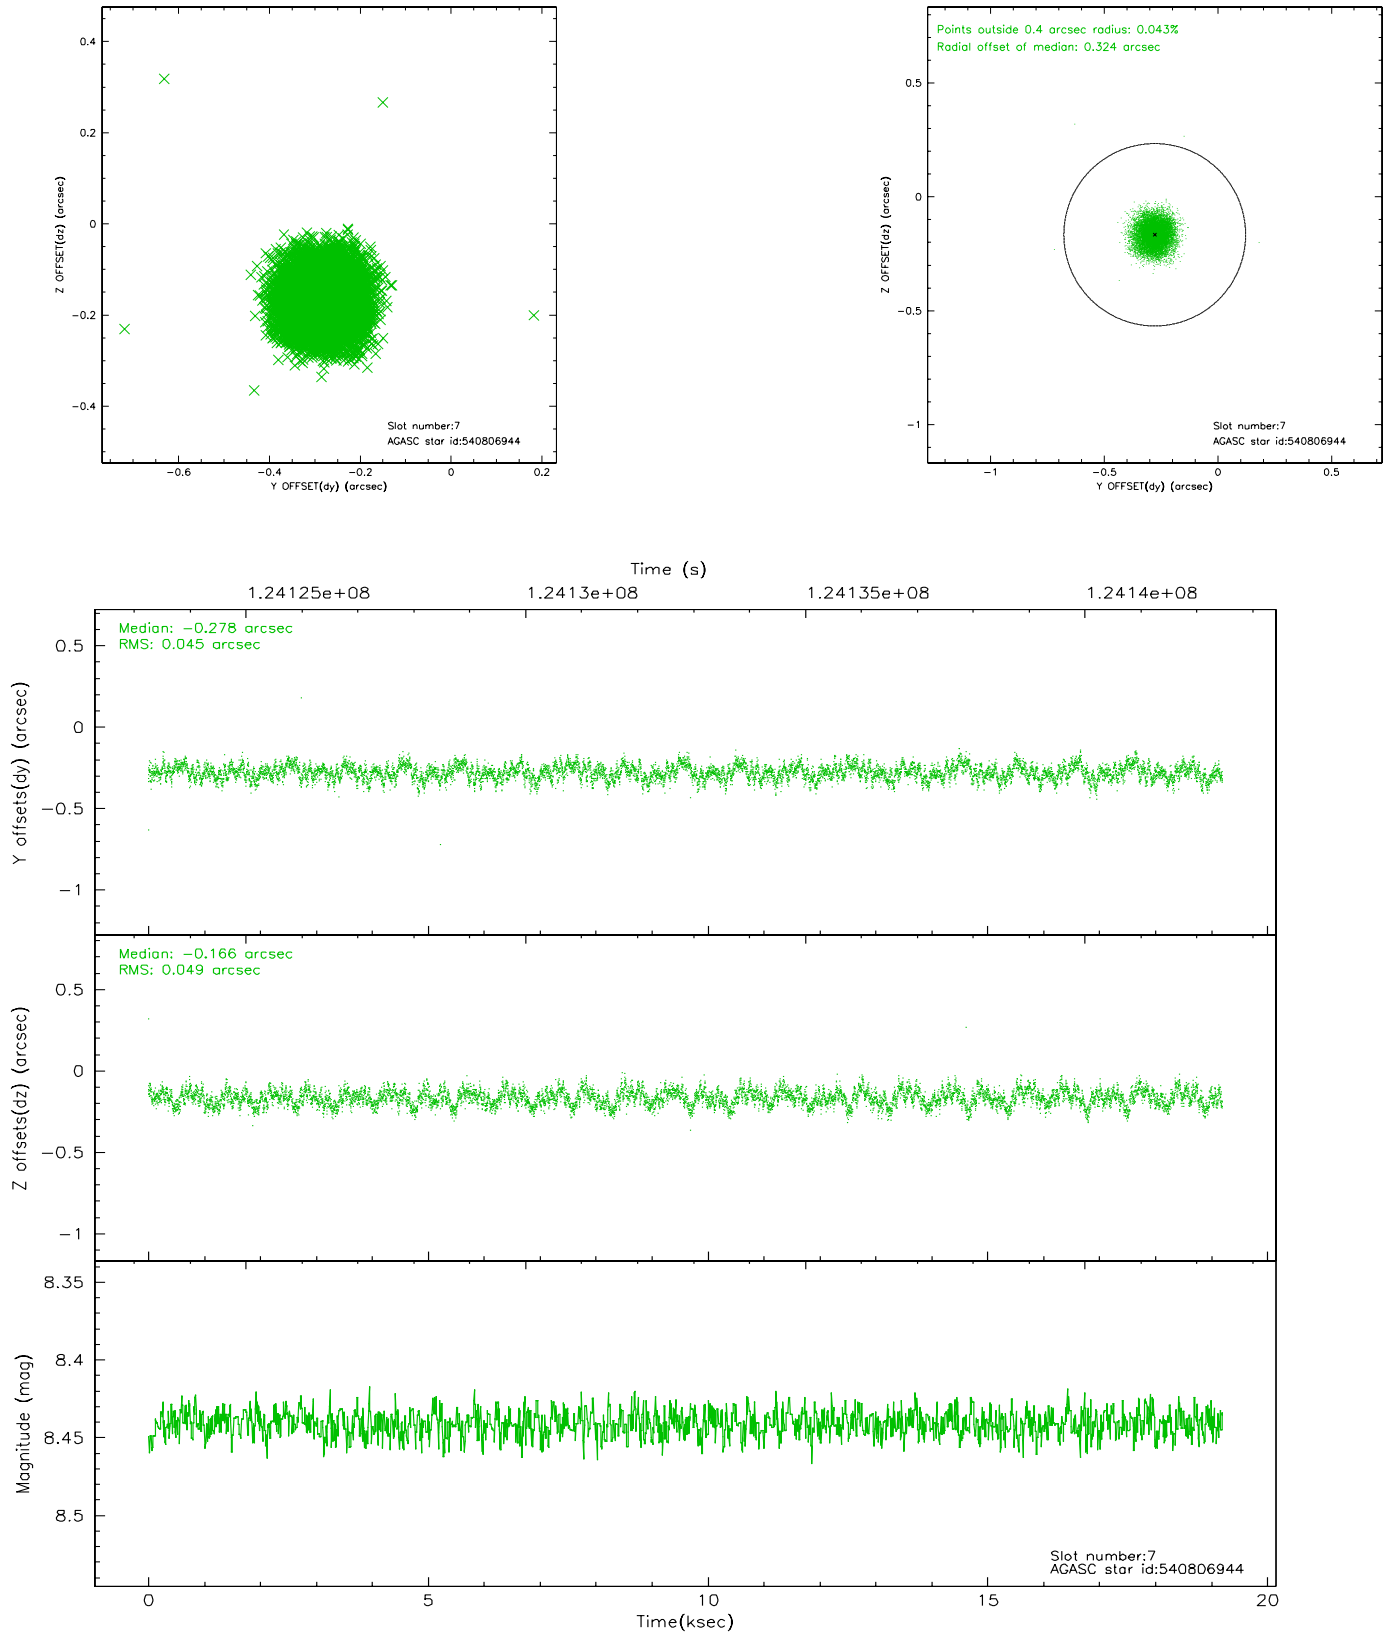 0.4
0.2
0
−0.2
−0.4
Z OFFSET(dz) (arcsec)
Slot number:7
AGASC star id:540806944
−0.6 −0.4 −0.2 0 0.2
Y OFFSET(dy) (arcsec)
Points outside 0.4 arcsec radius: 0.043%
Radial offset of median: 0.324 arcsec
0.5
0
−0.5
−1
Z OFFSET(dz) (arcsec)
Slot number:7
AGASC star id:540806944
−1 −0.5 0 0.5
Y OFFSET(dy) (arcsec)
Time (s)
1.24125e+08 1.2413e+08 1.24135e+08 1.2414e+08
Median: −0.278 arcsec
RMS: 0.045 arcsec
0.5
0
−0.5
−1
Y offsets(dy) (arcsec)
Median: −0.166 arcsec
RMS: 0.049 arcsec
0.5
0
−0.5
−1
Z offsets(dz) (arcsec)
8.35
8.4
8.45
8.5
Magnitude (mag)
Slot number:7
AGASC star id:540806944
0 5 10 15 20
Time(ksec)